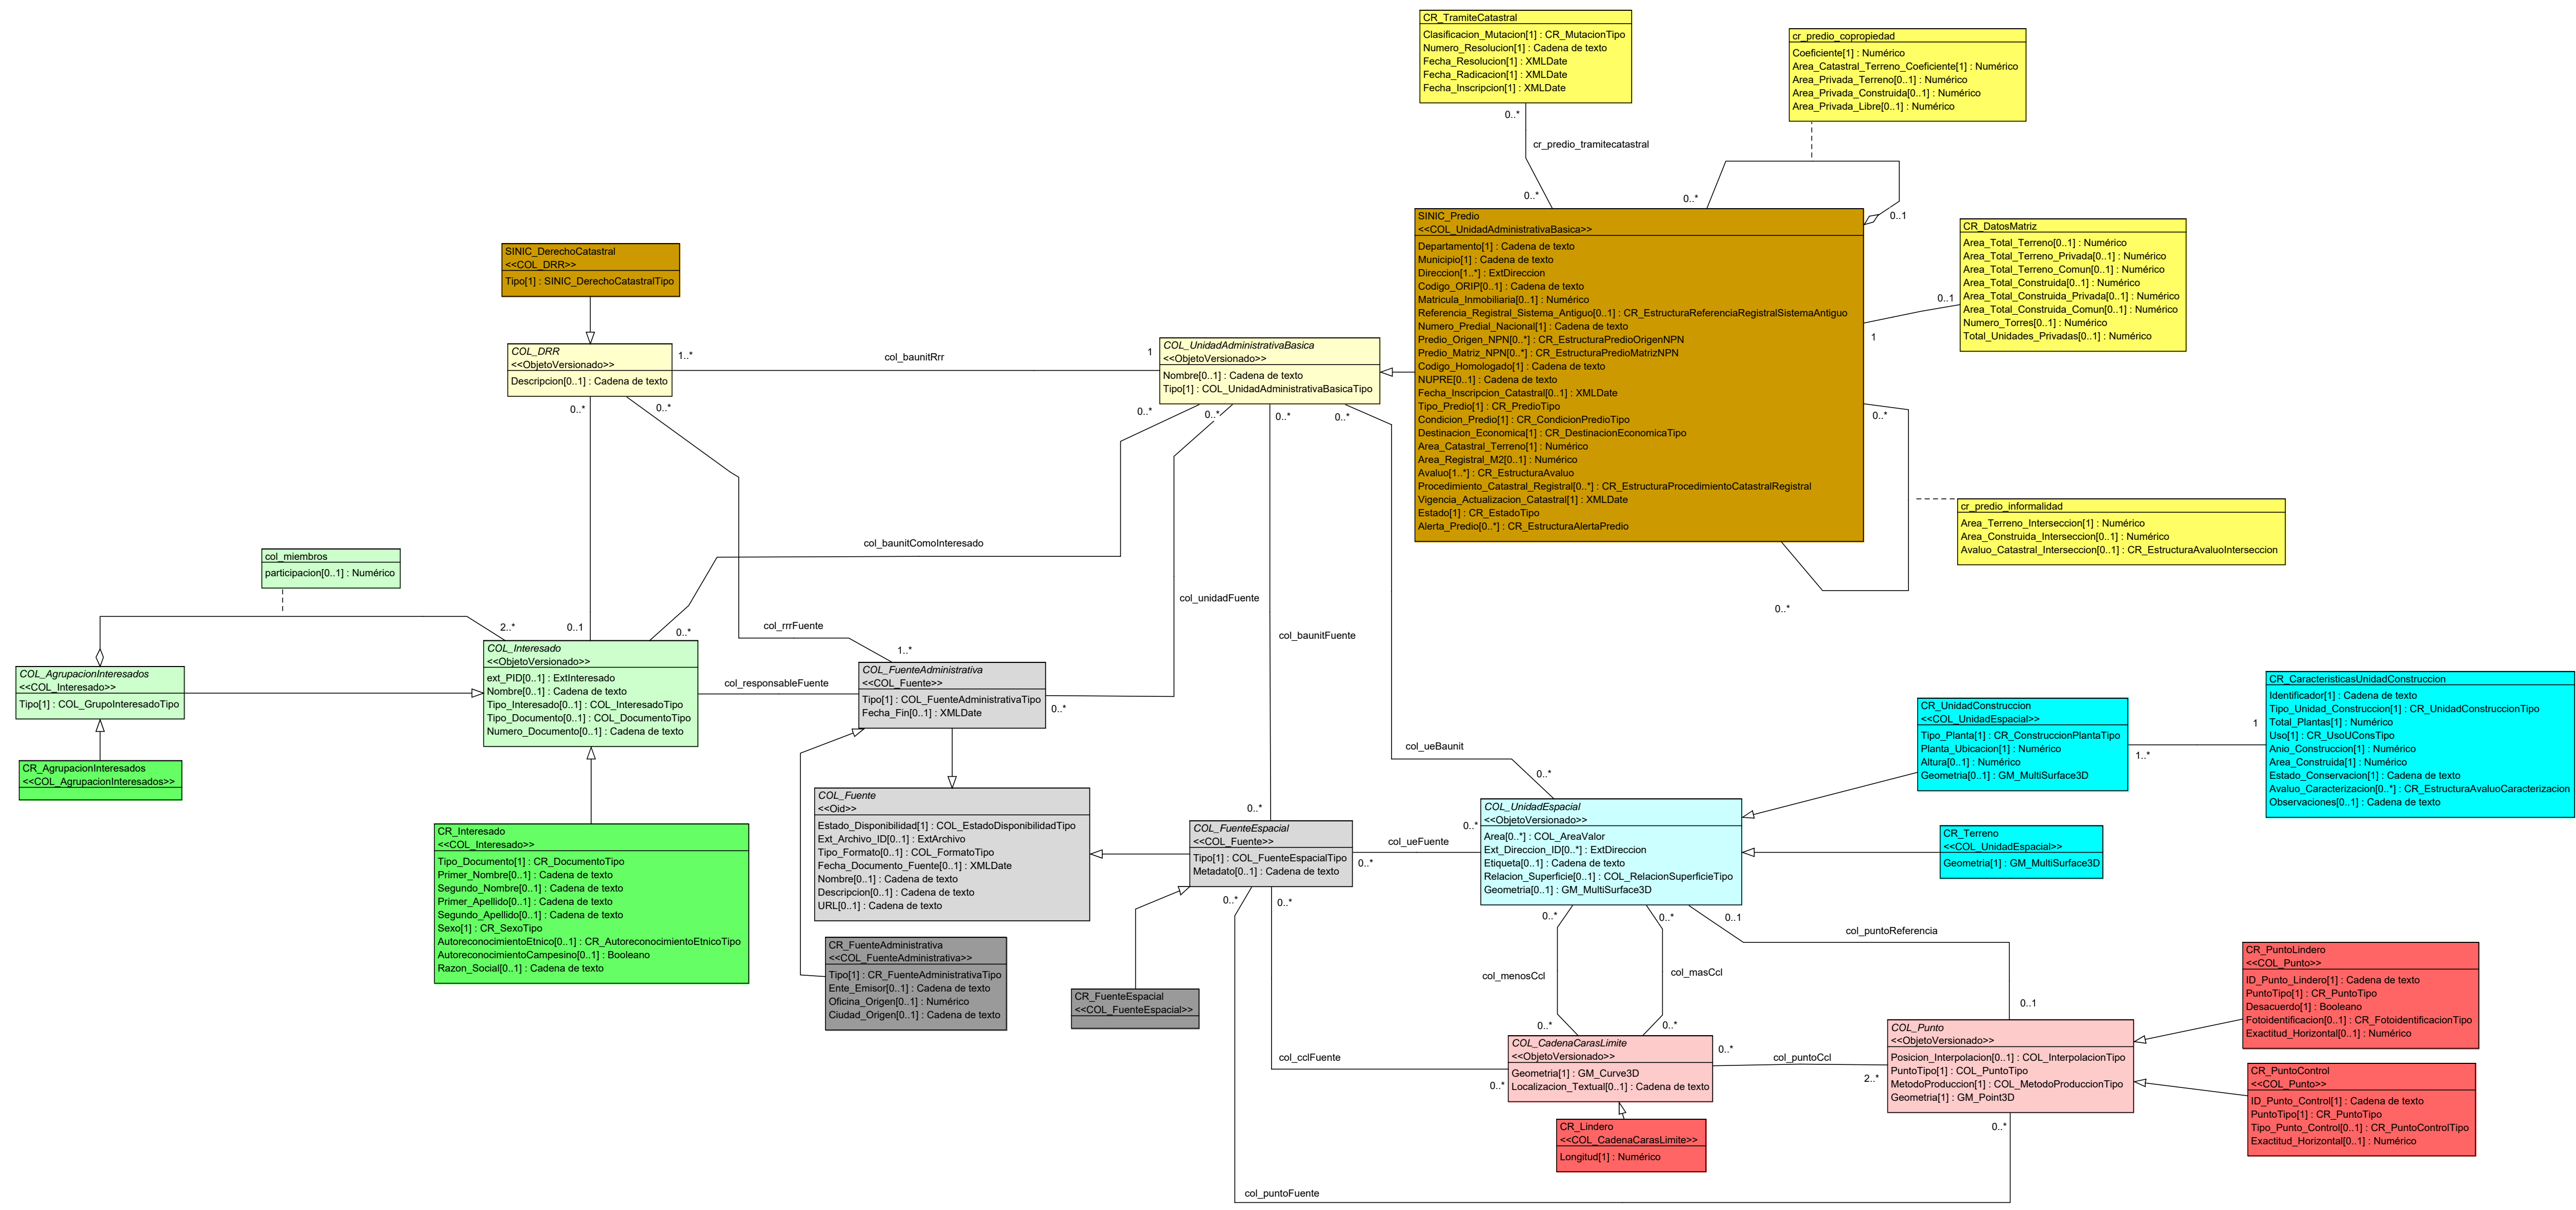 CR_TramiteCatastral
Clasificacion_Mutacion[1] : CR_MutacionTipo
Numero_Resolucion[1] : Cadena de texto
Fecha_Resolucion[1] : XMLDate
Fecha_Radicacion[1] : XMLDate
Fecha_Inscripcion[1] : XMLDate
0..*
cr_predio_tramitecatastral
0..*
cr_predio_copropiedad
Coeficiente[1] : Numérico
Area_Catastral_Terreno_Coeficiente[1] : Numérico
Area_Privada_Terreno[0..1] : Numérico
Area_Privada_Construida[0..1] : Numérico
Area_Privada_Libre[0..1] : Numérico
0..*
0..1
SINIC_Predio
<<COL_UnidadAdministrativaBasica>>
Departamento[1] : Cadena de texto
Municipio[1] : Cadena de texto
Direccion[1..*] : ExtDireccion
Codigo_ORIP[0..1] : Cadena de texto
Matricula_Inmobiliaria[0..1] : Numérico
Referencia_Registral_Sistema_Antiguo[0..1] : CR_EstructuraReferenciaRegistralSistemaAntiguo
Numero_Predial_Nacional[1] : Cadena de texto
Predio_Origen_NPN[0..*] : CR_EstructuraPredioOrigenNPN
Predio_Matriz_NPN[0..*] : CR_EstructuraPredioMatrizNPN
Codigo_Homologado[1] : Cadena de texto
NUPRE[0..1] : Cadena de texto
Fecha_Inscripcion_Catastral[0..1] : XMLDate
Tipo_Predio[1] : CR_PredioTipo
Condicion_Predio[1] : CR_CondicionPredioTipo
Destinacion_Economica[1] : CR_DestinacionEconomicaTipo
Area_Catastral_Terreno[1] : Numérico
Area_Registral_M2[0..1] : Numérico
Avaluo[1..*] : CR_EstructuraAvaluo
Procedimiento_Catastral_Registral[0..*] : CR_EstructuraProcedimientoCatastralRegistral
Vigencia_Actualizacion_Catastral[1] : XMLDate
Estado[1] : CR_EstadoTipo
Alerta_Predio[0..*] : CR_EstructuraAlertaPredio
CR_DatosMatriz
Area_Total_Terreno[0..1] : Numérico
Area_Total_Terreno_Privada[0..1] : Numérico
Area_Total_Terreno_Comun[0..1] : Numérico
Area_Total_Construida[0..1] : Numérico
Area_Total_Construida_Privada[0..1] : Numérico
Area_Total_Construida_Comun[0..1] : Numérico
Numero_Torres[0..1] : Numérico
Total_Unidades_Privadas[0..1] : Numérico
0..1
1
0..*
0..*
cr_predio_informalidad
Area_Terreno_Interseccion[1] : Numérico
Area_Construida_Interseccion[0..1] : Numérico
Avaluo_Catastral_Interseccion[0..1] : CR_EstructuraAvaluoInterseccion
SINIC_DerechoCatastral
<<COL_DRR>>
Tipo[1] : SINIC_DerechoCatastralTipo
COL_DRR
<<ObjetoVersionado>>
Descripcion[0..1] : Cadena de texto
1..*
col_baunitRrr
1
0..*
0..*
COL_UnidadAdministrativaBasica
<<ObjetoVersionado>>
Nombre[0..1] : Cadena de texto
Tipo[1] : COL_UnidadAdministrativaBasicaTipo
0..*
0..*
0..*
0..*
col_baunitComoInteresado
col_unidadFuente
col_baunitFuente
col_rrrFuente
col_miembros
participacion[0..1] : Numérico
2..*
0..1
0..*
1..*
COL_AgrupacionInteresados
<<COL_Interesado>>
Tipo[1] : COL_GrupoInteresadoTipo
CR_AgrupacionInteresados
<<COL_AgrupacionInteresados>>
COL_Interesado
<<ObjetoVersionado>>
ext_PID[0..1] : ExtInteresado
Nombre[0..1] : Cadena de texto
Tipo_Interesado[0..1] : COL_InteresadoTipo
Tipo_Documento[0..1] : COL_DocumentoTipo
Numero_Documento[0..1] : Cadena de texto
col_responsableFuente
COL_FuenteAdministrativa
<<COL_Fuente>>
Tipo[1] : COL_FuenteAdministrativaTipo
Fecha_Fin[0..1] : XMLDate
0..*
CR_Interesado
<<COL_Interesado>>
Tipo_Documento[1] : CR_DocumentoTipo
Primer_Nombre[0..1] : Cadena de texto
Segundo_Nombre[0..1] : Cadena de texto
Primer_Apellido[0..1] : Cadena de texto
Segundo_Apellido[0..1] : Cadena de texto
Sexo[1] : CR_SexoTipo
AutoreconocimientoEtnico[0..1] : CR_AutoreconocimientoEtnicoTipo
AutoreconocimientoCampesino[0..1] : Booleano
Razon_Social[0..1] : Cadena de texto
COL_Fuente
<<Oid>>
Estado_Disponibilidad[1] : COL_EstadoDisponibilidadTipo
Ext_Archivo_ID[0..1] : ExtArchivo
Tipo_Formato[0..1] : COL_FormatoTipo
Fecha_Documento_Fuente[0..1] : XMLDate
Nombre[0..1] : Cadena de texto
Descripcion[0..1] : Cadena de texto
URL[0..1] : Cadena de texto
CR_FuenteAdministrativa
<<COL_FuenteAdministrativa>>
Tipo[1] : CR_FuenteAdministrativaTipo
Ente_Emisor[0..1] : Cadena de texto
Oficina_Origen[0..1] : Numérico
Ciudad_Origen[0..1] : Cadena de texto
0..*
COL_FuenteEspacial
<<COL_Fuente>>
Tipo[1] : COL_FuenteEspacialTipo
Metadato[0..1] : Cadena de texto
0..*
0..*
CR_FuenteEspacial
<<COL_FuenteEspacial>>
col_ueFuente
0..*
0..*
col_ueBaunit
0..*
COL_UnidadEspacial
<<ObjetoVersionado>>
Area[0..*] : COL_AreaValor
Ext_Direccion_ID[0..*] : ExtDireccion
Etiqueta[0..1] : Cadena de texto
Relacion_Superficie[0..1] : COL_RelacionSuperficieTipo
Geometria[0..1] : GM_MultiSurface3D
0..*
0..*
0..1
CR_UnidadConstruccion
<<COL_UnidadEspacial>>
Tipo_Planta[1] : CR_ConstruccionPlantaTipo
Planta_Ubicacion[1] : Numérico
Altura[0..1] : Numérico
Geometria[0..1] : GM_MultiSurface3D
1
1..*
CR_CaracteristicasUnidadConstruccion
Identificador[1] : Cadena de texto
Tipo_Unidad_Construccion[1] : CR_UnidadConstruccionTipo
Total_Plantas[1] : Numérico
Uso[1] : CR_UsoUConsTipo
Anio_Construccion[1] : Numérico
Area_Construida[1] : Numérico
Estado_Conservacion[1] : Cadena de texto
Avaluo_Caracterizacion[0..*] : CR_EstructuraAvaluoCaracterizacion
Observaciones[0..1] : Cadena de texto
CR_Terreno
<<COL_UnidadEspacial>>
Geometria[1] : GM_MultiSurface3D
col_puntoReferencia
col_menosCcl
col_masCcl
0..1
0..*
0..*
col_cclFuente
0..*
COL_CadenaCarasLimite
<<ObjetoVersionado>>
Geometria[1] : GM_Curve3D
Localizacion_Textual[0..1] : Cadena de texto
0..*
col_puntoCcl
2..*
CR_Lindero
<<COL_CadenaCarasLimite>>
Longitud[1] : Numérico
COL_Punto
<<ObjetoVersionado>>
Posicion_Interpolacion[0..1] : COL_InterpolacionTipo
PuntoTipo[1] : COL_PuntoTipo
MetodoProduccion[1] : COL_MetodoProduccionTipo
Geometria[1] : GM_Point3D
0..*
CR_PuntoLindero
<<COL_Punto>>
ID_Punto_Lindero[1] : Cadena de texto
PuntoTipo[1] : CR_PuntoTipo
Desacuerdo[1] : Booleano
Fotoidentificacion[0..1] : CR_FotoidentificacionTipo
Exactitud_Horizontal[0..1] : Numérico
CR_PuntoControl
<<COL_Punto>>
ID_Punto_Control[1] : Cadena de texto
PuntoTipo[1] : CR_PuntoTipo
Tipo_Punto_Control[0..1] : CR_PuntoControlTipo
Exactitud_Horizontal[0..1] : Numérico
col_puntoFuente